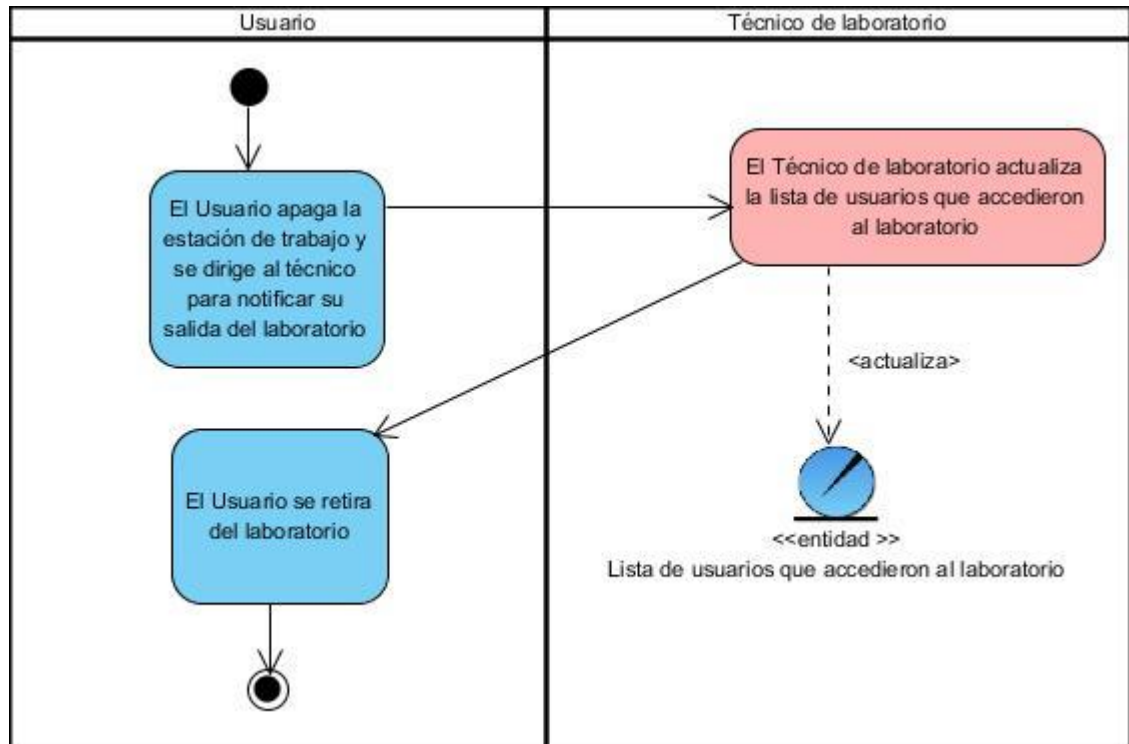 Usuario
Técnico de laboratorio
El Usuario apaga la
estación de trabajo y
se dirige al técnico
para notificar su
salida del laboratorio
El Técnico de laboratorio actualiza
la lista de usuarios que accedieron
al laboratorio
<actualiza>
El Usuario se retira
del laboratorio
<<entidad >>
Lista de usuarios que accedieron al laboratorio